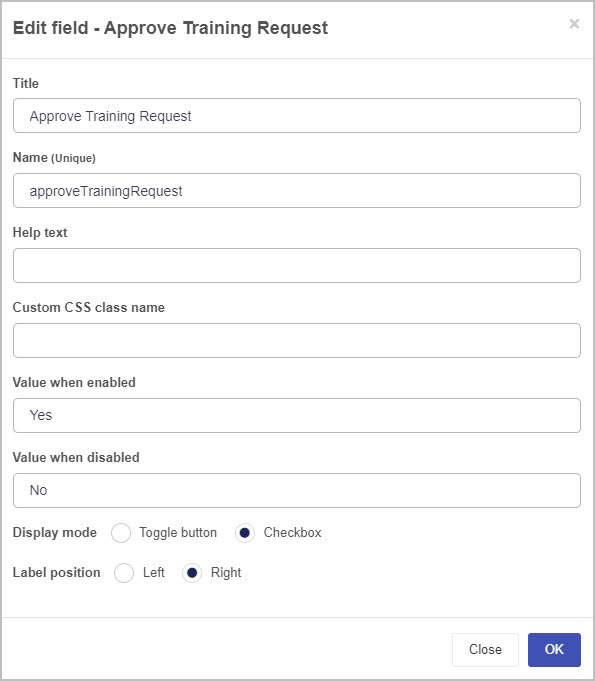 Edit field - Approve Training Request
×
Title
Approve Training Request
Name (Unique)
approveTrainingRequest
Help text
Custom CSS class name
Value when enabled
Yes
Value when disabled
No
Display mode Toggle button Checkbox
Label position Left Right
Close OK